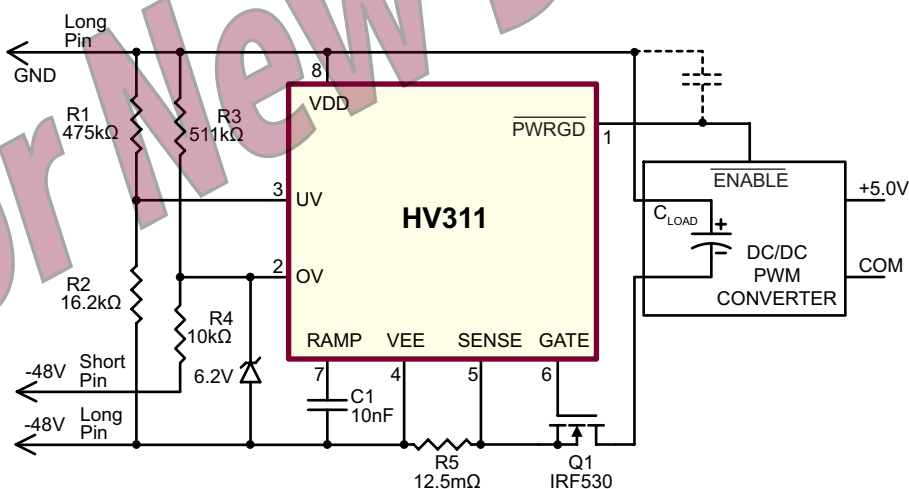 or New D
Long
Pin
GND
R1
475kΩ
R3
511kΩ
R2
16.2kΩ
R4
10kΩ
6.2V
-48V
Short
Pin
-48V
Long
Pin
8
VDD
3
UV
2
OV
HV311
PWRGD
1
RAMP
VEE
SENSE
GATE
7
4
5
6
C1
10nF
R5
12.5mΩ
Q1
IRF530
ENABLE
CLOAD
+
–
DC/DC
PWM
CONVERTER
+5.0V
COM